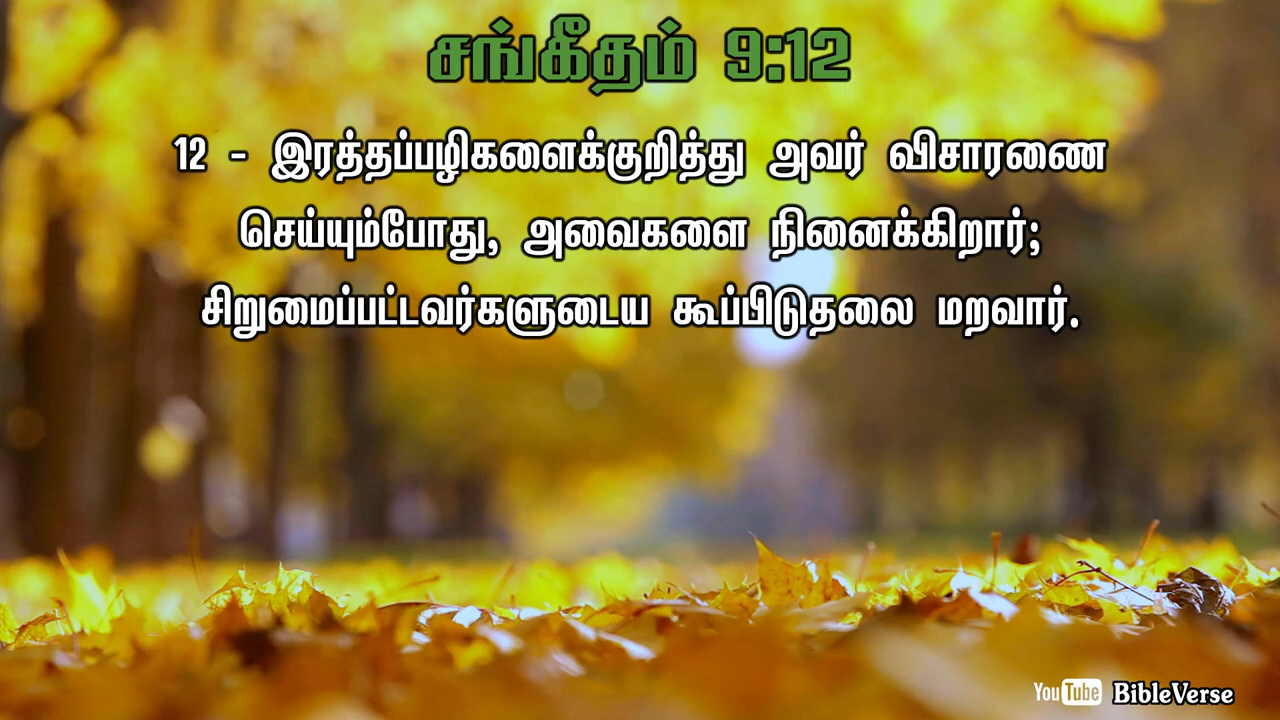 சங்கீதம் 9:12
12 - இரத்தப்பழிகளைக்குறித்து அவர் விசாரணை
செய்யும்போது, அவைகளை நினைக்கிறார்;
சிறுமைப்பட்டவர்களுடைய கூப்பிடுதலை மறவார்.
YouTube BibleVerse